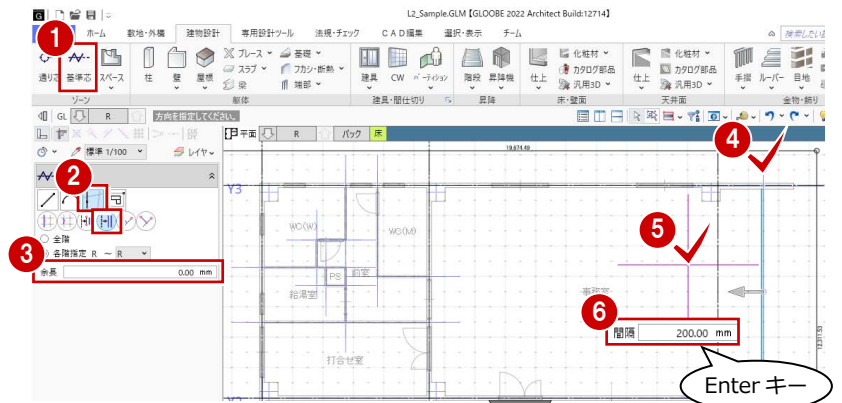 L2_Sample.GLM【GLOOBE 2022 Architect Build:12714】
ホーム 敷地・外構 建物設計 専用設計ツール 法規・チェック CAD編集 選択・表示 チーム
1
通り芯 基準芯 スペース 柱 壁 屋根
ブレース 基礎
スラブ フカシ・断熱
梁 端部
建具 CW パーティション 階段 昇降機 仕上
化粧材
カタログ部品
汎用3D
仕上
化粧材
カタログ部品
汎用3D
手摺 ルーバー 目地
ゾーン 躯体 建具・間仕切り 昇降 床・壁面 天井面 金物・飾り
GL R 方向を指定してください。
平面 R バック 床
標準 1/100 レイヤ
19,674.49
4
2
Y3
WC(W) WC(M)
5
全階
3
各階指定 R ～ R
余長 0.00 mm
PS 前室
給湯室
事務室
6
間隔 200.00 mm
12,311.53
打合せ室
Enter キー
Y2